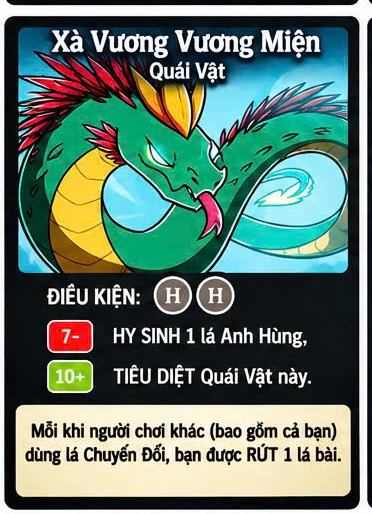 Xà Vương Vương Miện
Quái Vật
ĐIỀU KIỆN: H H
7- HY SINH 1 lá Anh Hùng,
10+ TIÊU DIỆT Quái Vật này.
Mỗi khi người chơi khác (bao gồm cả bạn)
dùng lá Chuyến Đổi, bạn được RÚT 1 lá bài.